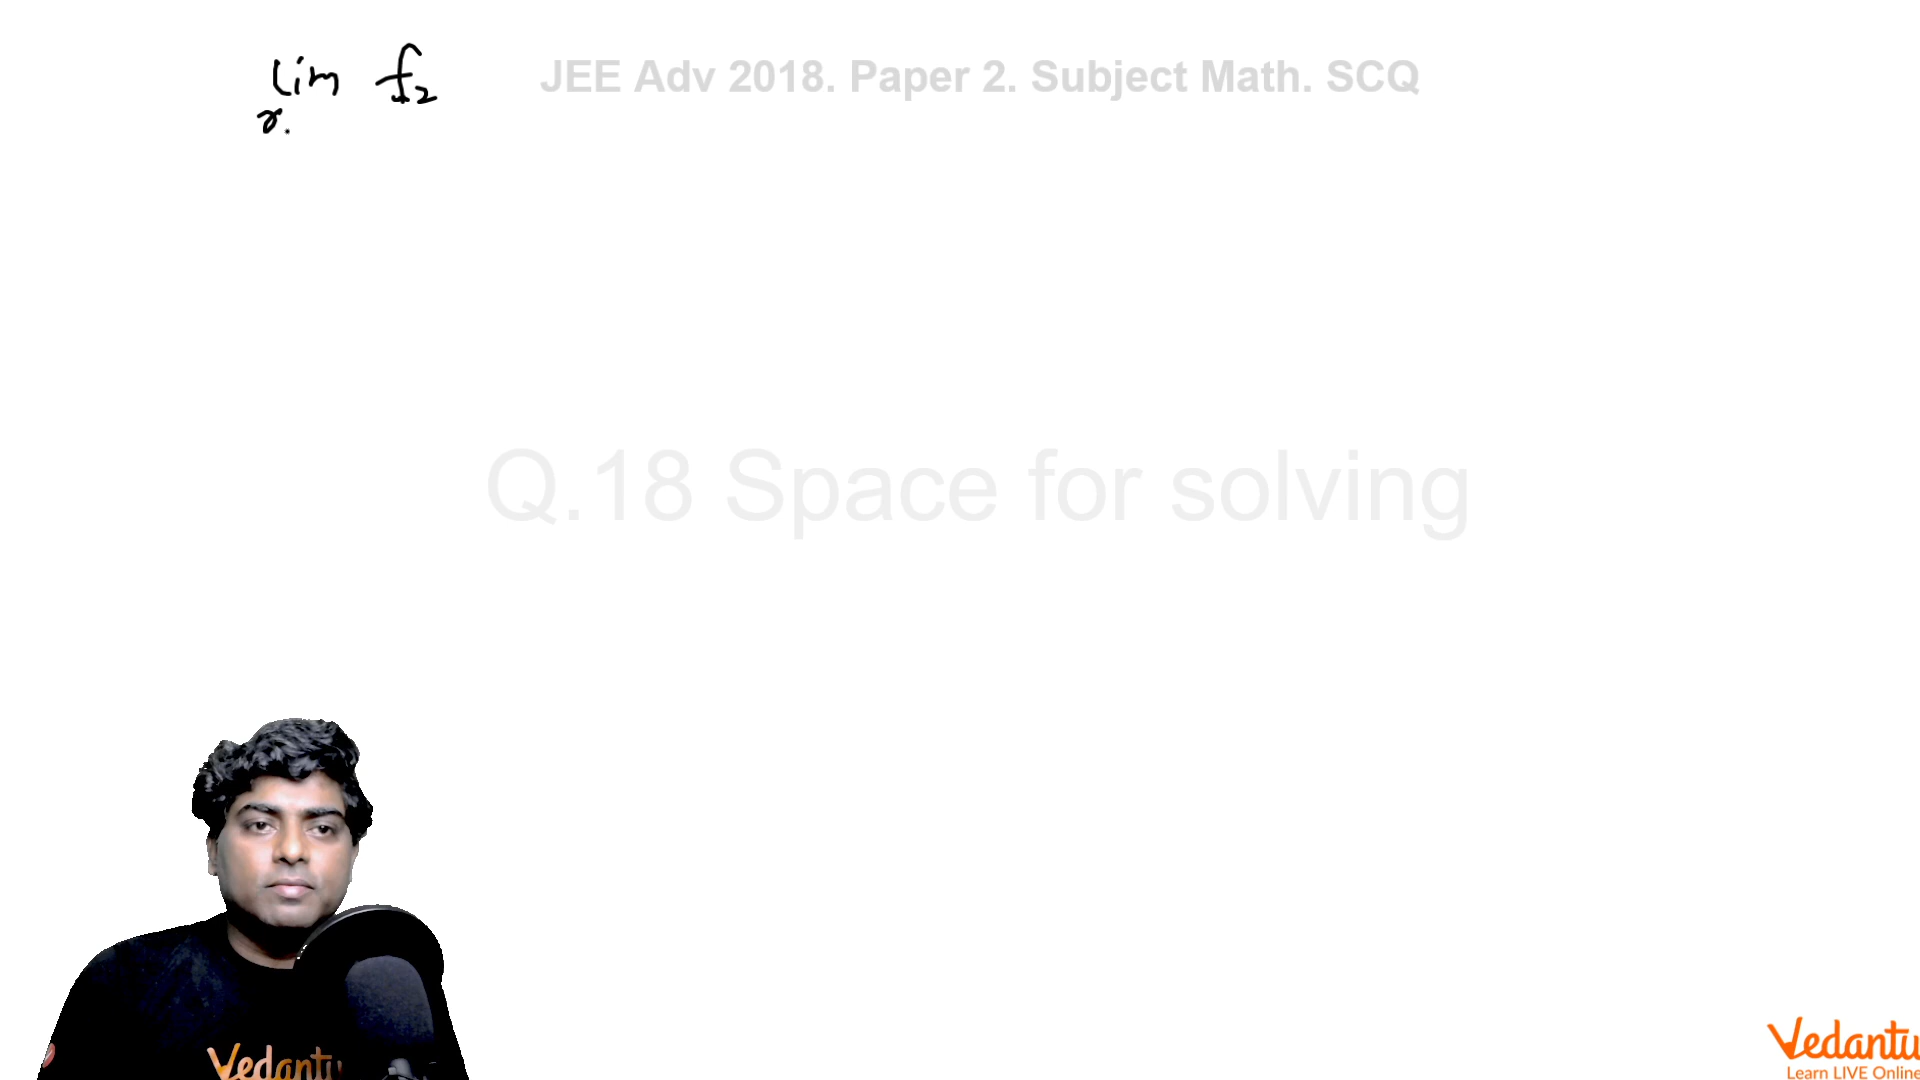 lim f₂
JEE Adv 2018. Paper 2. Subject Math. SCQ
x
Q.18 Space for solving
Vedantu
Vedantu
Learn LIVE Online